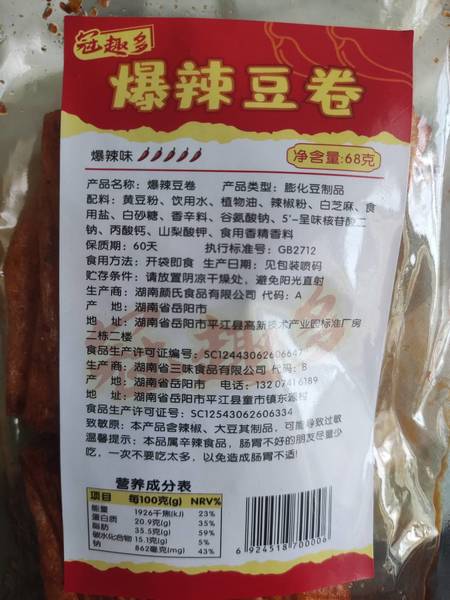 冠趣多
爆辣豆卷
爆辣味
净含量:68克
产品名称：爆辣豆卷 产品类型：膨化豆制品
配料：黄豆粉、饮用水、植物油、辣椒粉、白芝麻、食
用盐、白砂糖、香辛料、谷氨酸钠、5'-呈味核苷酸二
钠、丙酸钙、山梨酸钾、食用香精香料
保质期：60天 执行标准号：GB2712
食用方法：开袋即食 生产日期：见包装喷码
贮存条件：请放置阴凉干燥处，避免阳光直射
生产商：湖南颜氏食品有限公司 代码：A
产 地：湖南省岳阳市
地 址：湖南省岳阳市平江县高新技术产业园标准厂房
二栋二楼
食品生产许可证编号：SC12443062606647
生产商：湖南省三味食品有限公司 代码：B
产 地：湖南省岳阳市 电话：13207416189
地 址：湖南省岳阳市平江县童市镇东源村
食品生产许可证号：SC12543062606334
致敏原：本产品含辣椒、大豆其制品，可能导致过敏
温馨提示：本品属辛辣食品，肠胃不好的朋友尽量少
吃，一次不要吃太多，以免造成肠胃不适!
营养成分表
项目 每100克(g) NRV%
能量 1926千焦(kJ) 23%
蛋白质 20.9克(g) 35%
脂肪 35.5克(g) 59%
碳水化合物 15.1克(g) 5%
钠 862毫克(mg) 43%
6 924518 700006